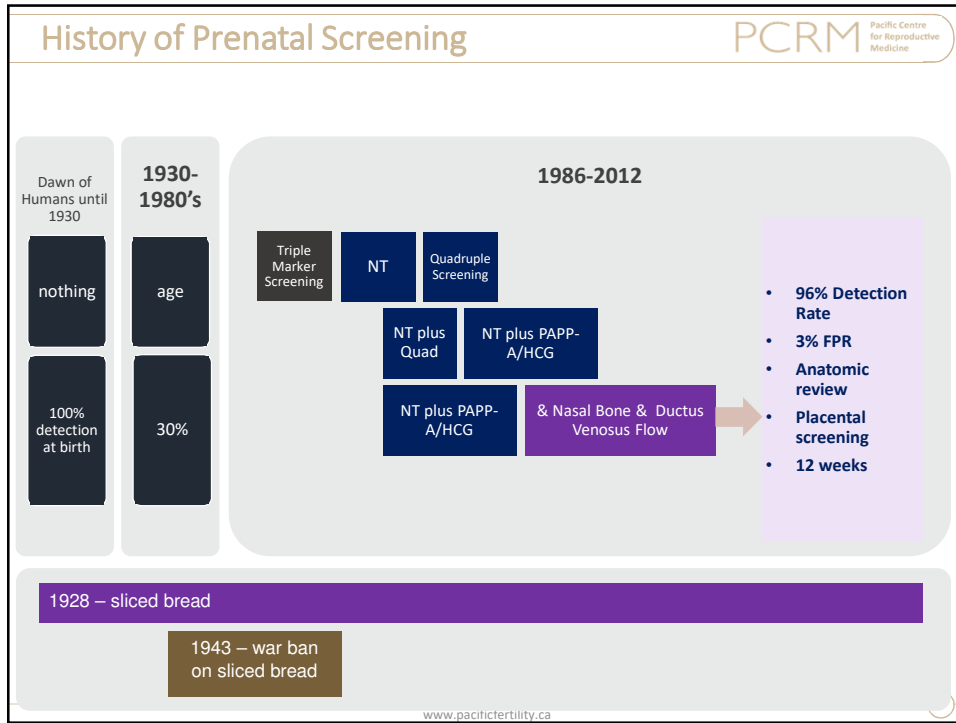 History of Prenatal Screening
PCRM
Pacific Centre
for Reproductive
Medicine
Dawn of
Humans until
1930
nothing
100%
detection
at birth
1930-
1980's
age
30%
1986-2012
Triple
Marker
Screening
NT
Quadruple
Screening
NT plus
Quad
NT plus PAPP-
A/HCG
NT plus PAPP-
A/HCG
& Nasal Bone & Ductus
Venosus Flow
• 96% Detection
Rate
• 3% FPR
• Anatomic
review
• Placental
screening
• 12 weeks
1928 – sliced bread
1943 – war ban
on sliced bread
www.pacificfertility.ca